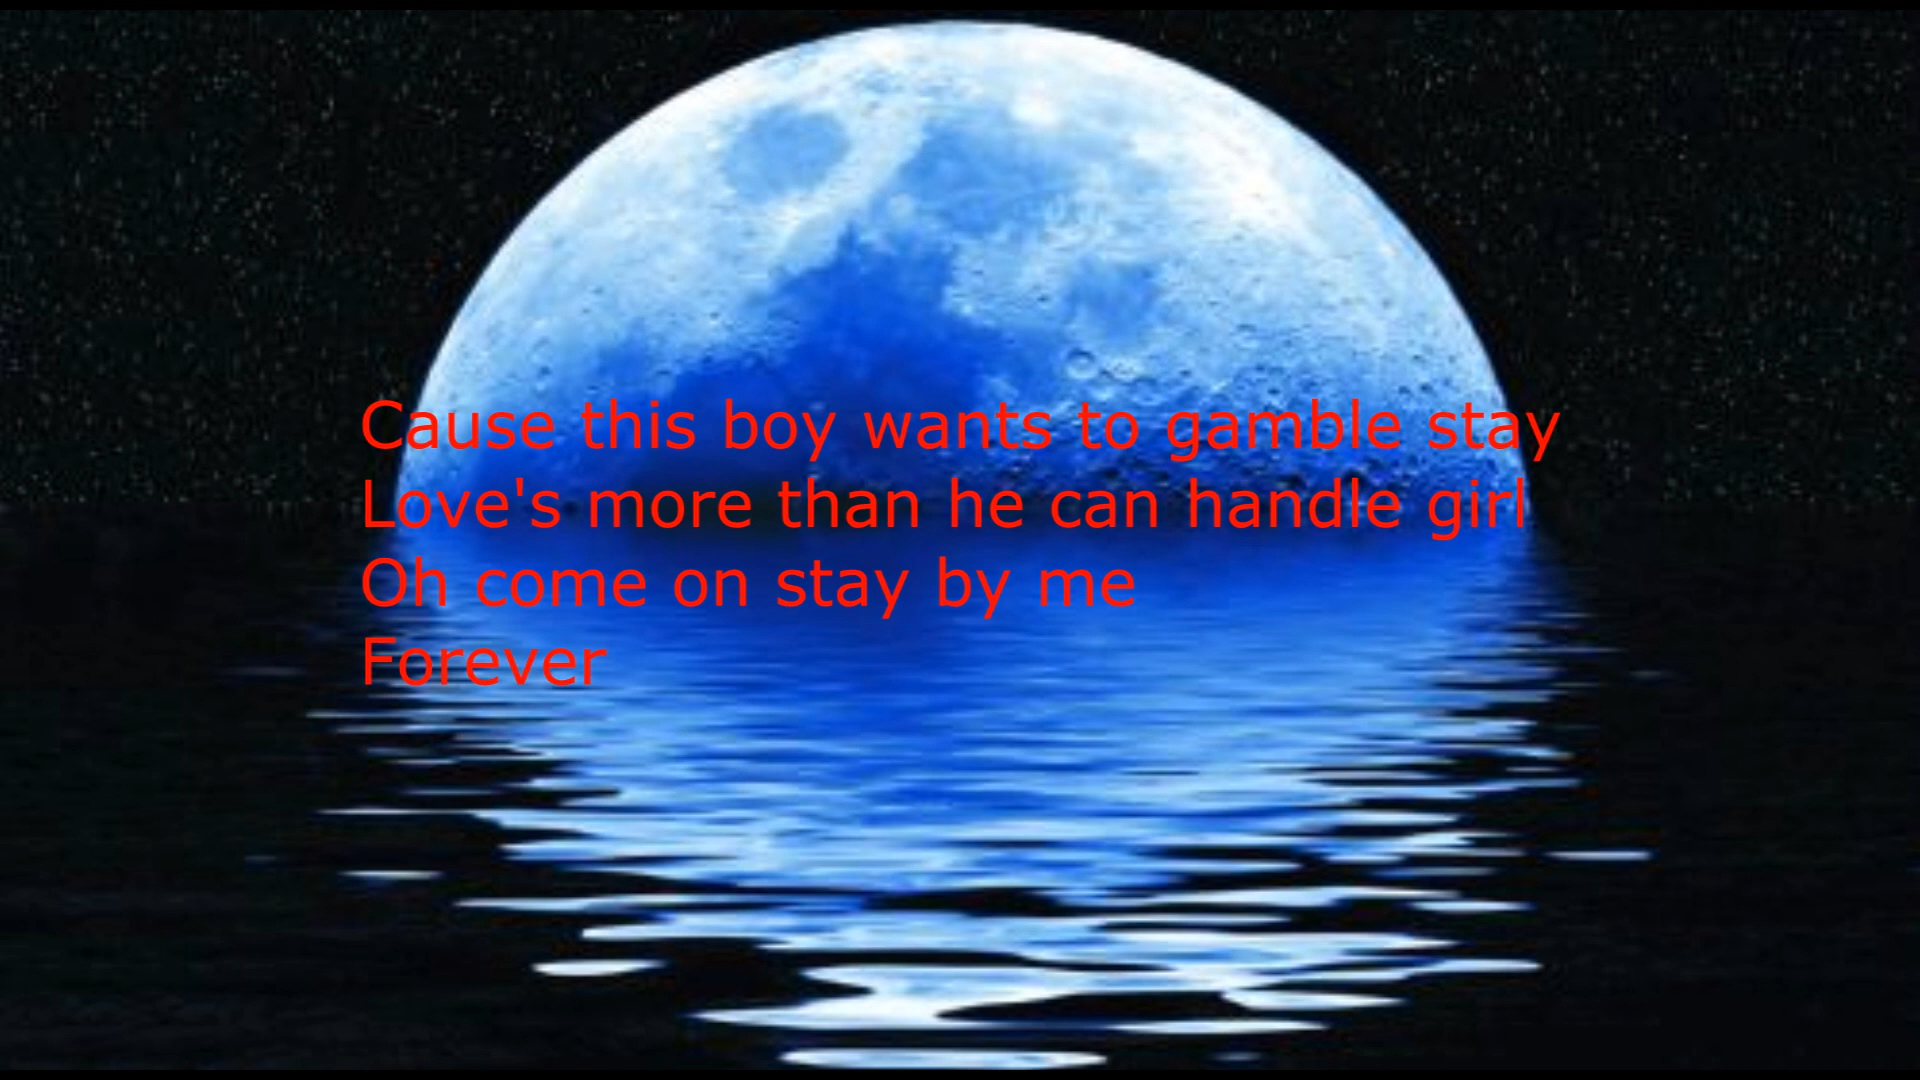 Cause this boy wants to gamble stay
Love's more than he can handle girl
Oh come on stay by me
Forever